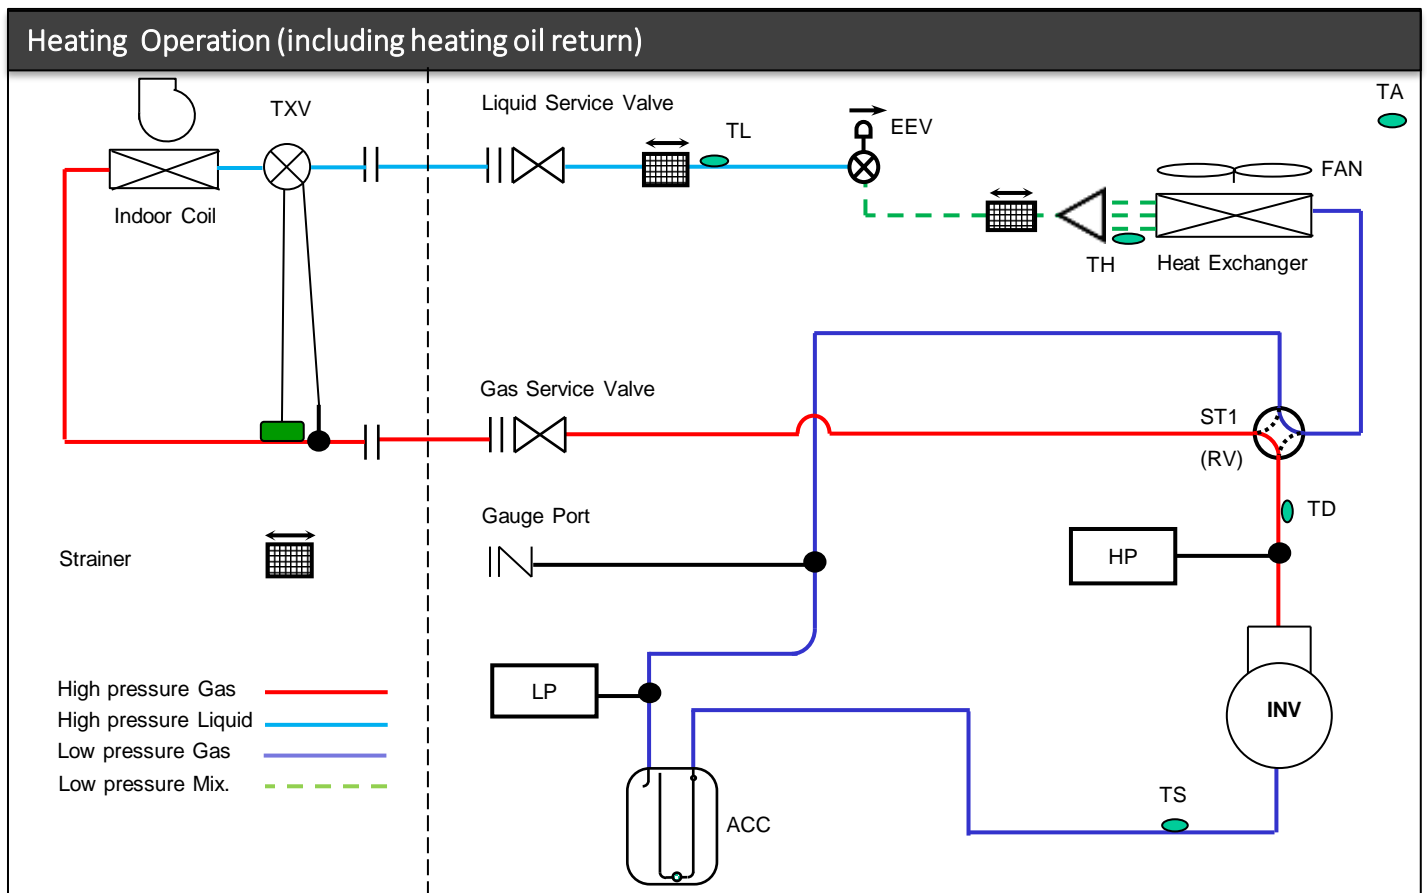 Heating Operation (including heating oil return)
TXV
Liquid Service Valve
TL
EEV
TA
FAN
Indoor Coil
TH
Heat Exchanger
Gas Service Valve
ST1
(RV)
Gauge Port
TD
Strainer
HP
LP
High pressure Gas
High pressure Liquid
Low pressure Gas
Low pressure Mix.
INV
TS
ACC